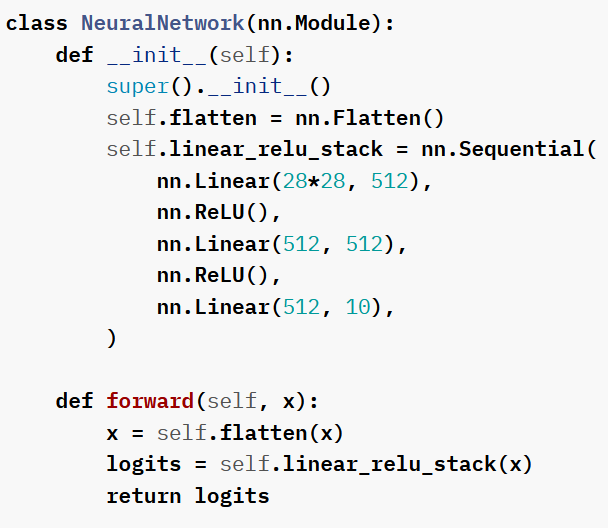 class NeuralNetwork(nn.Module):
    def __init__(self):
        super().__init__()
        self.flatten = nn.Flatten()
        self.linear_relu_stack = nn.Sequential(
            nn.Linear(28*28, 512),
            nn.ReLU(),
            nn.Linear(512, 512),
            nn.ReLU(),
            nn.Linear(512, 10),
        )

    def forward(self, x):
        x = self.flatten(x)
        logits = self.linear_relu_stack(x)
        return logits